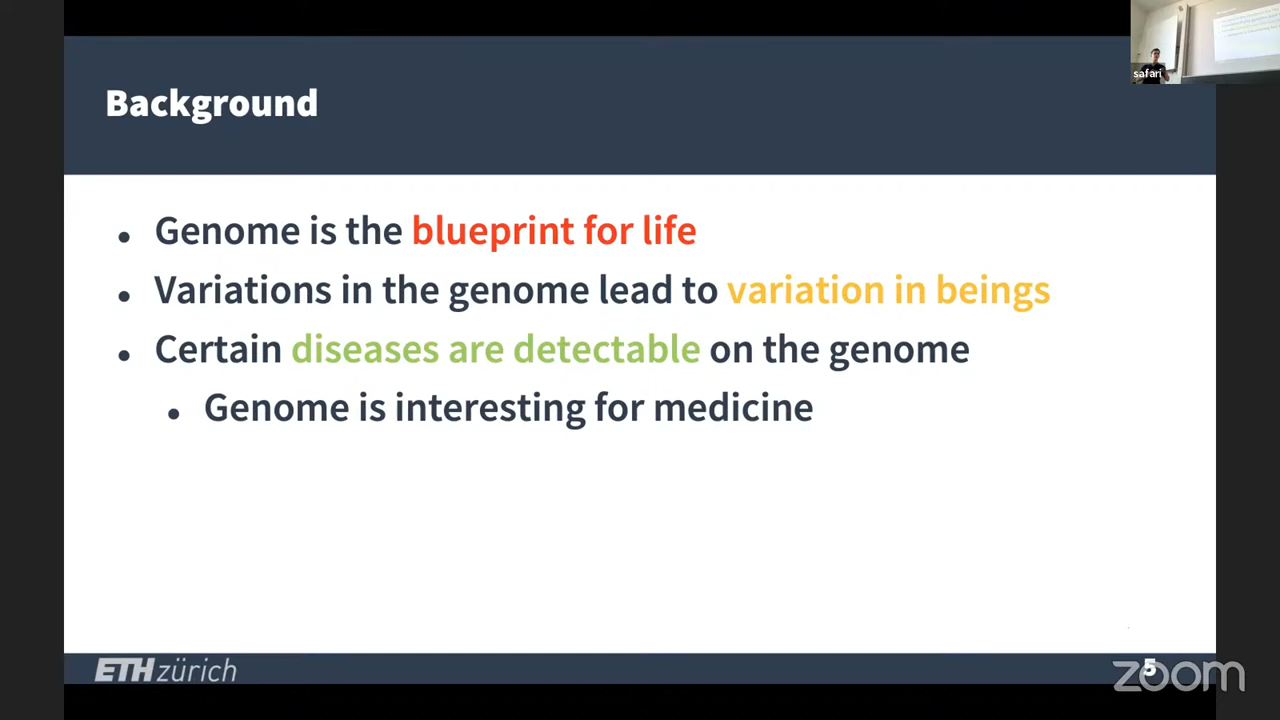 safari
Background
• Genome is the blueprint for life
• Variations in the genome lead to variation in beings
• Certain diseases are detectable on the genome
• Genome is interesting for medicine
ETH zürich
5
zoom